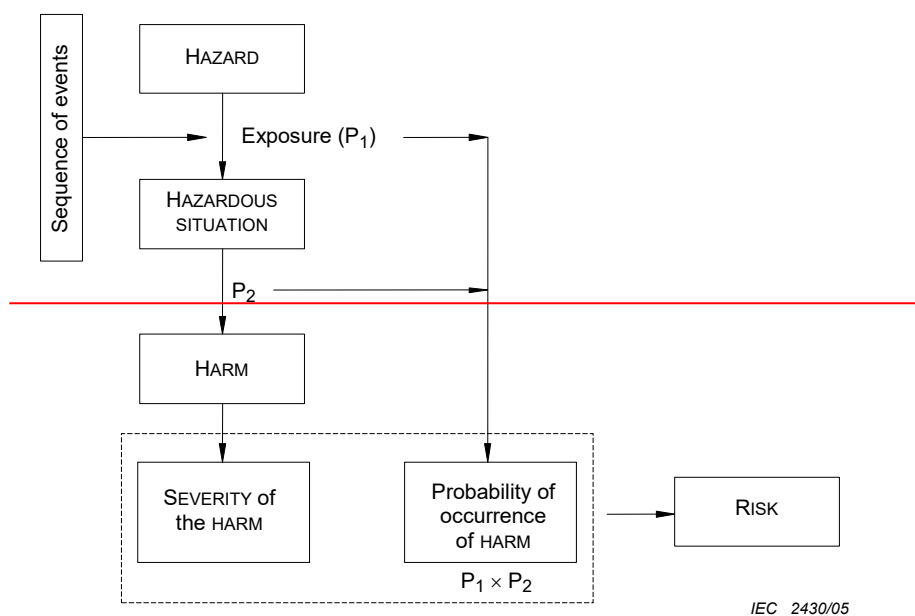 Sequence of events
HAZARD
Exposure (P1)
HAZARDOUS
SITUATION
P2
HARM
SEVERITY of
the HARM
Probability of
occurrence
of HARM
P1 × P2
RISK
IEC 2430/05